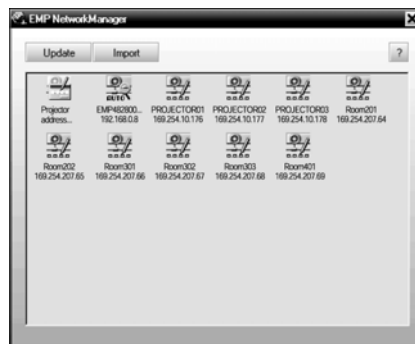 EMP NetworkManager
Update Import ?
Projector address... EMP482800... 192.168.0.8 PROJECTOR01 169.254.10.176 PROJECTOR02 169.254.10.177 PROJECTOR03 169.254.10.178 Room201 169.254.207.64
Room202 169.254.207.65 Room301 169.254.207.66 Room302 169.254.207.67 Room303 169.254.207.68 Room401 169.254.207.69